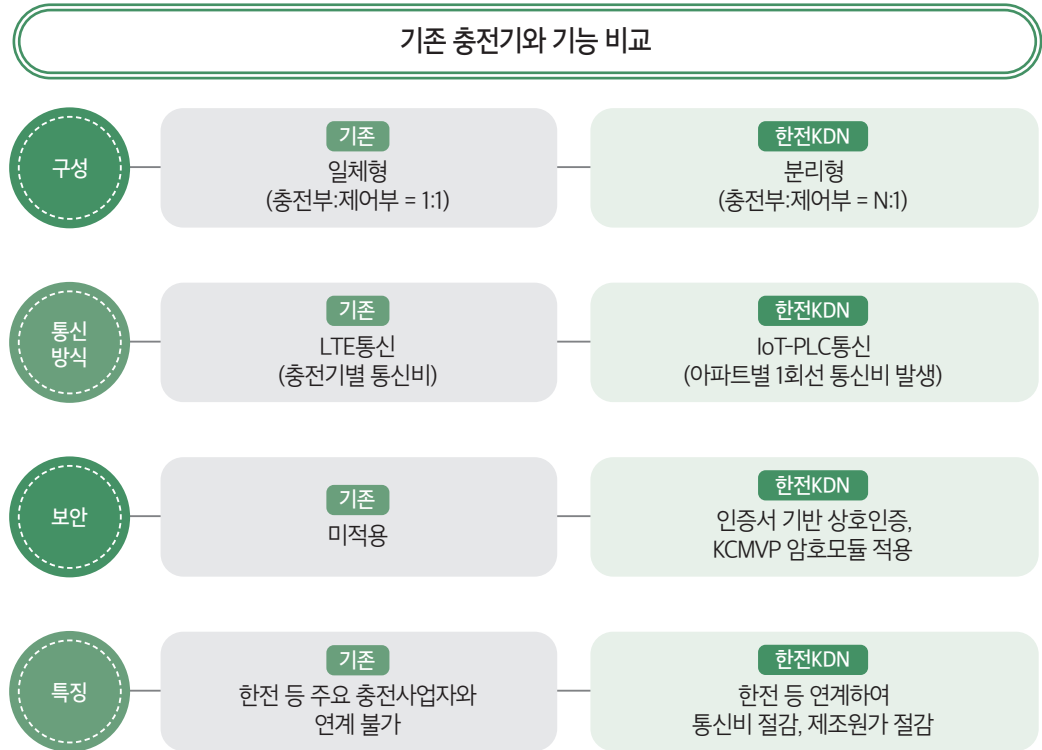 기존 충전기와 기능 비교
구성
기존
일체형
(충전부:제어부 = 1:1)
한전KDN
분리형
(충전부:제어부 = N:1)
통신
방식
기존
LTE통신
(충전기별 통신비)
한전KDN
IoT-PLC통신
(아파트별 1회선 통신비 발생)
보안
기존
미적용
한전KDN
인증서 기반 상호인증,
KCMVP 암호모듈 적용
특징
기존
한전 등 주요 충전사업자와
연계 불가
한전KDN
한전 등 연계하여
통신비 절감, 제조원가 절감